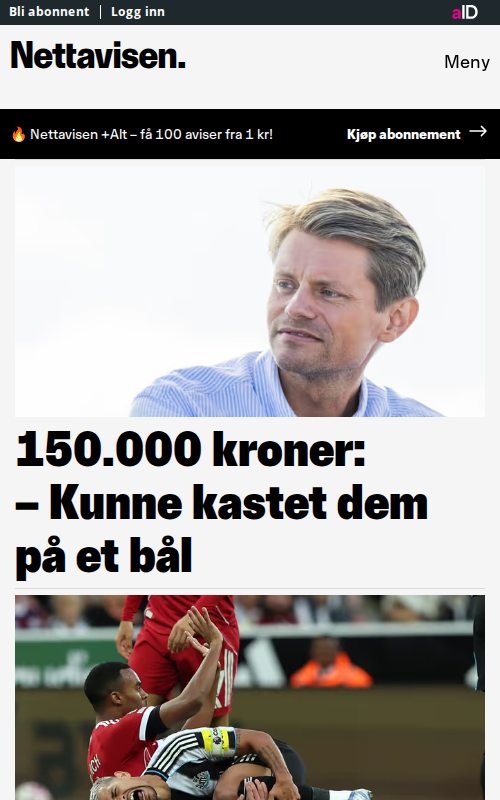 Bli abonnent | Logg inn
aID
Nettavisen.
Meny
🔥 Nettavisen +Alt – få 100 aviser fra 1 kr!
Kjøp abonnement →
150.000 kroner:
– Kunne kastet dem
på et bål